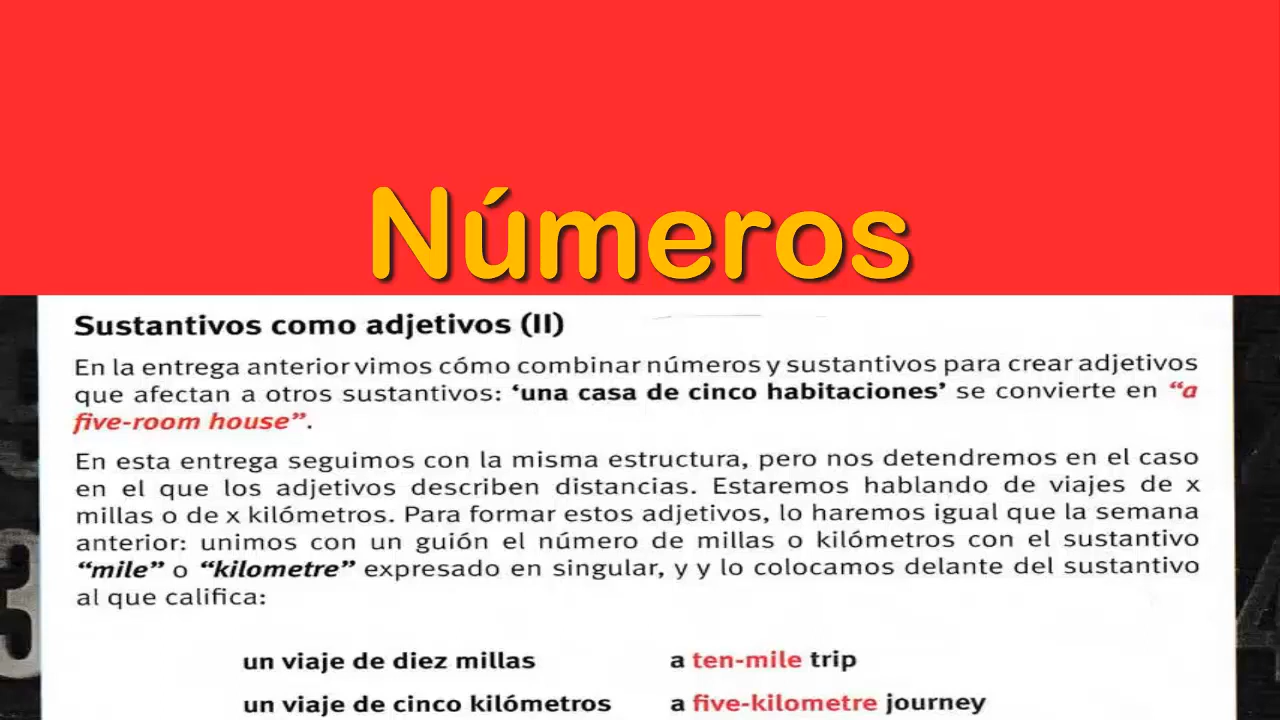 Números
Sustantivos como adjetivos (II)
En la entrega anterior vimos cómo combinar números y sustantivos para crear adjetivos
que afectan a otros sustantivos: ‘una casa de cinco habitaciones’ se convierte en “a
five-room house”.
En esta entrega seguimos con la misma estructura, pero nos detendremos en el caso
en el que los adjetivos describen distancias. Estaremos hablando de viajes de x
millas o de x kilómetros. Para formar estos adjetivos, lo haremos igual que la semana
anterior: unimos con un guión el número de millas o kilómetros con el sustantivo
“mile” o “kilometre” expresado en singular, y y lo colocamos delante del sustantivo
al que califica:
un viaje de diez millas a ten-mile trip
un viaje de cinco kilómetros a five-kilometre journey